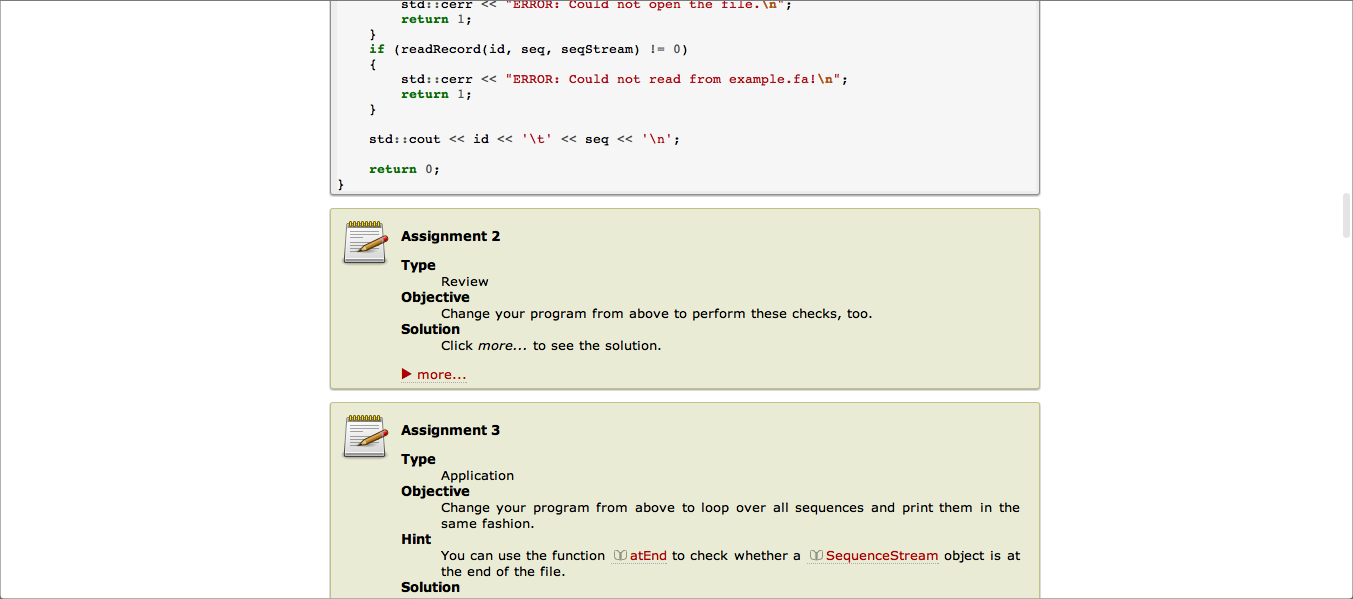 std::cerr << "ERROR: Could not open the file.\n";
return 1;
}
if (readRecord(id, seq, seqStream) != 0)
{
std::cerr << "ERROR: Could not read from example.fa!\n";
return 1;
}
std::cout << id << '\t' << seq << '\n';
return 0;
}
Assignment 2
Type
Review
Objective
Change your program from above to perform these checks, too.
Solution
Click more... to see the solution.
more...
Assignment 3
Type
Application
Objective
Change your program from above to loop over all sequences and print them in the
same fashion.
Hint
You can use the function atEnd to check whether a SequenceStream object is at
the end of the file.
Solution